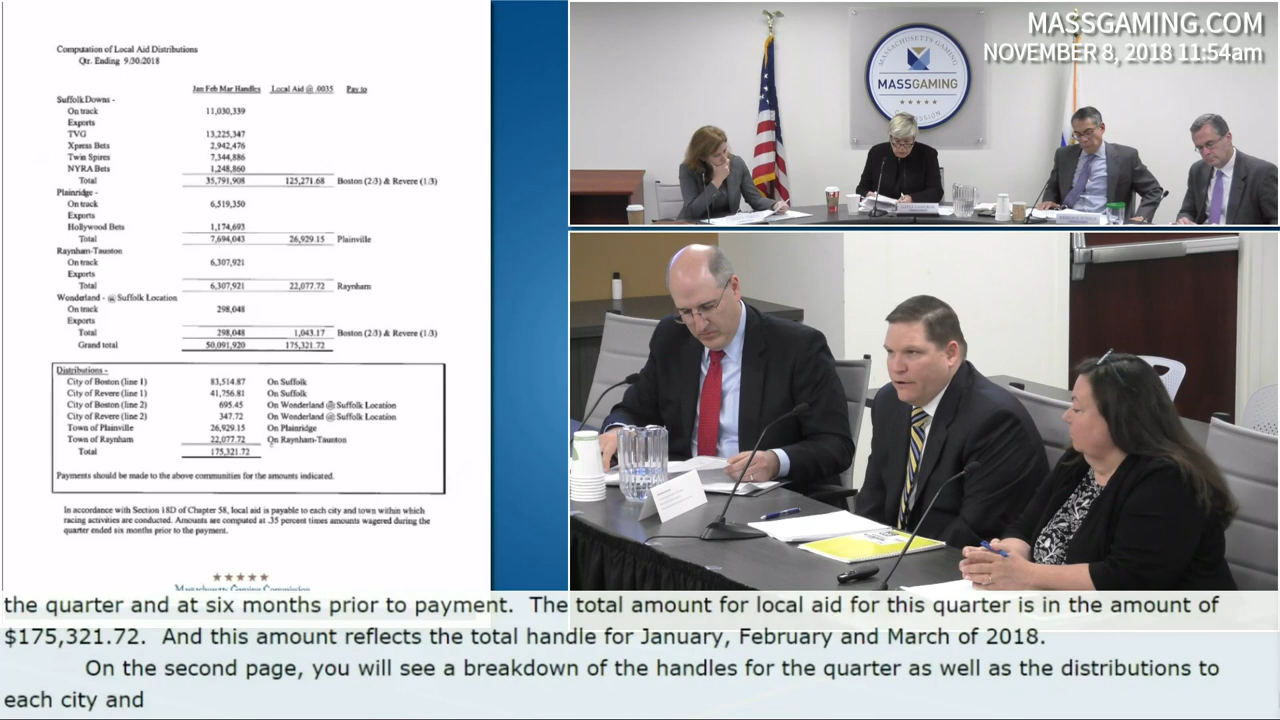 Computation of Local Aid Distributions
Qtr. Ending 9/30/2018
Jan Feb Mar Handles Local Aid @ .0035 Pay to
Suffolk Downs -
On track 11,030,339
Exports
TVG 13,225,347
Xpress Bets 2,942,476
Twin Spires 7,344,886
NYRA Bets 1,248,860
Total 35,791,908 125,271.68 Boston (2/3) & Revere (1/3)
Plainridge -
On track 6,519,350
Exports
Hollywood Bets 1,174,693
Total 7,694,043 26,929.15 Plainville
Raynham-Taunton
On track 6,307,921
Exports
Total 6,307,921 22,077.72 Raynham
Wonderland - @ Suffolk Location
On track 298,048
Exports
Total 298,048 1,043.17 Boston (2/3) & Revere (1/3)
Grand total 50,091,920 175,321.72
Distributions -
City of Boston (line 1) 83,514.87 On Suffolk
City of Revere (line 1) 41,756.81 On Suffolk
City of Boston (line 2) 695.45 On Wonderland @ Suffolk Location
City of Revere (line 2) 347.72 On Wonderland @ Suffolk Location
Town of Plainville 26,929.15 On Plainridge
Town of Raynham 22,077.72 On Raynham-Taunton
Total 175,321.72
Payments should be made to the above communities for the amounts indicated.
In accordance with Section 18D of Chapter 58, local aid is payable to each city and town within which
racing activities are conducted. Amounts are computed at .35 percent times amounts wagered during the
quarter ended six months prior to the payment.
★★★★★
Massachusetts Gaming Commission
MASSGAMING.COM
NOVEMBER 8, 2018 11:54am
MASSACHUSETTS GAMING
MASSGAMING
★★★★★
COMMISSION
the quarter and at six months prior to payment. The total amount for local aid for this quarter is in the amount of
$175,321.72. And this amount reflects the total handle for January, February and March of 2018.
On the second page, you will see a breakdown of the handles for the quarter as well as the distributions to
each city and